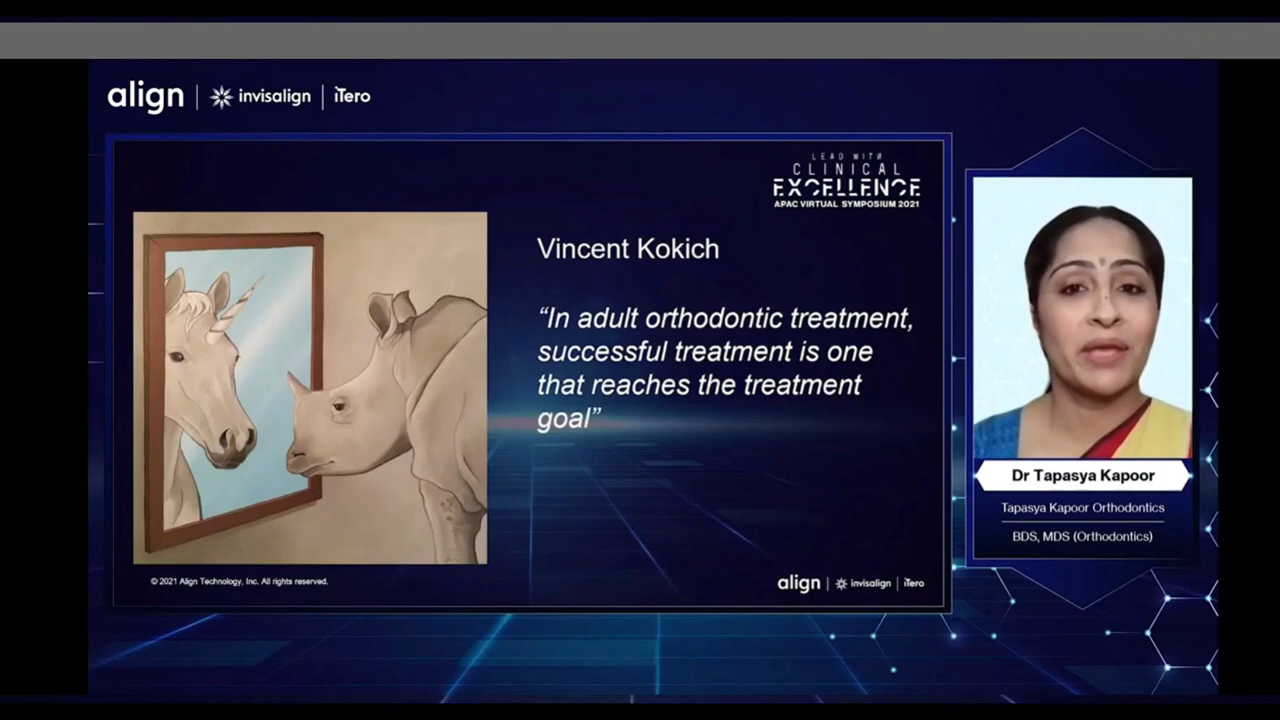 align | invisalign | iTero
LEAD WITH
CLINICAL
EXCELLENCE
APAC VIRTUAL SYMPOSIUM 2021
Vincent Kokich
“In adult orthodontic treatment,
successful treatment is one
that reaches the treatment
goal”
© 2021 Align Technology, Inc. All rights reserved.
align | invisalign | iTero
Dr Tapasya Kapoor
Tapasya Kapoor Orthodontics
BDS, MDS (Orthodontics)